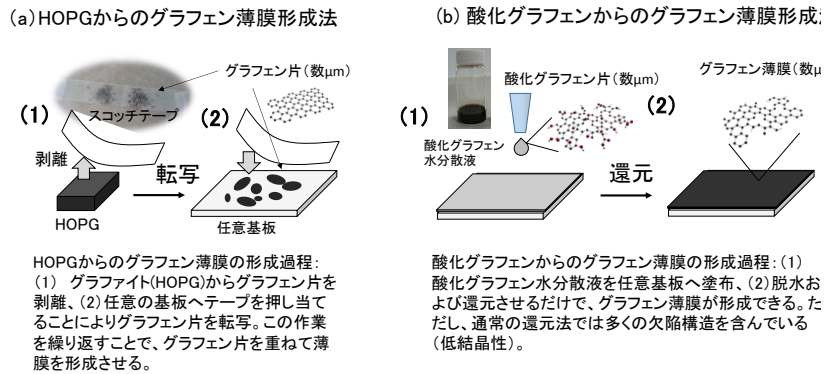 (a)HOPGからのグラフェン薄膜形成法
グラフェン片(数μm)
(1)
スコッチテープ
(2)
剥離
転写
HOPG
任意基板
HOPGからのグラフェン薄膜の形成過程:
(1) グラファイト(HOPG)からグラフェン片を
剥離、(2)任意の基板へテープを押し当て
ることによりグラフェン片を転写。この作業
を繰り返すことで、グラフェン片を重ねて薄
膜を形成させる。
(b) 酸化グラフェンからのグラフェン薄膜形成
酸化グラフェン片(数μm)
グラフェン薄膜(数μ
(1)
(2)
酸化グラフェン
水分散液
還元
酸化グラフェンからのグラフェン薄膜の形成過程:(1)
酸化グラフェン水分散液を任意基板へ塗布、(2)脱水お
よび還元させるだけで、グラフェン薄膜が形成できる。た
だし、通常の還元法では多くの欠陥構造を含んでいる
(低結晶性)。